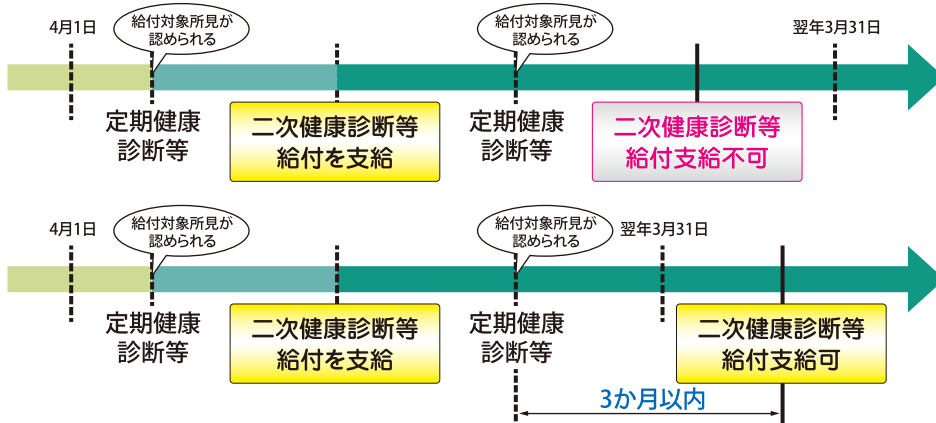 4月1日
給付対象所見が
認められる
給付対象所見が
認められる
翌年3月31日
定期健康
診断等
二次健康診断等
給付を支給
定期健康
診断等
二次健康診断等
給付支給不可
4月1日
給付対象所見が
認められる
給付対象所見が
認められる
翌年3月31日
定期健康
診断等
二次健康診断等
給付を支給
定期健康
診断等
二次健康診断等
給付支給可
3か月以内